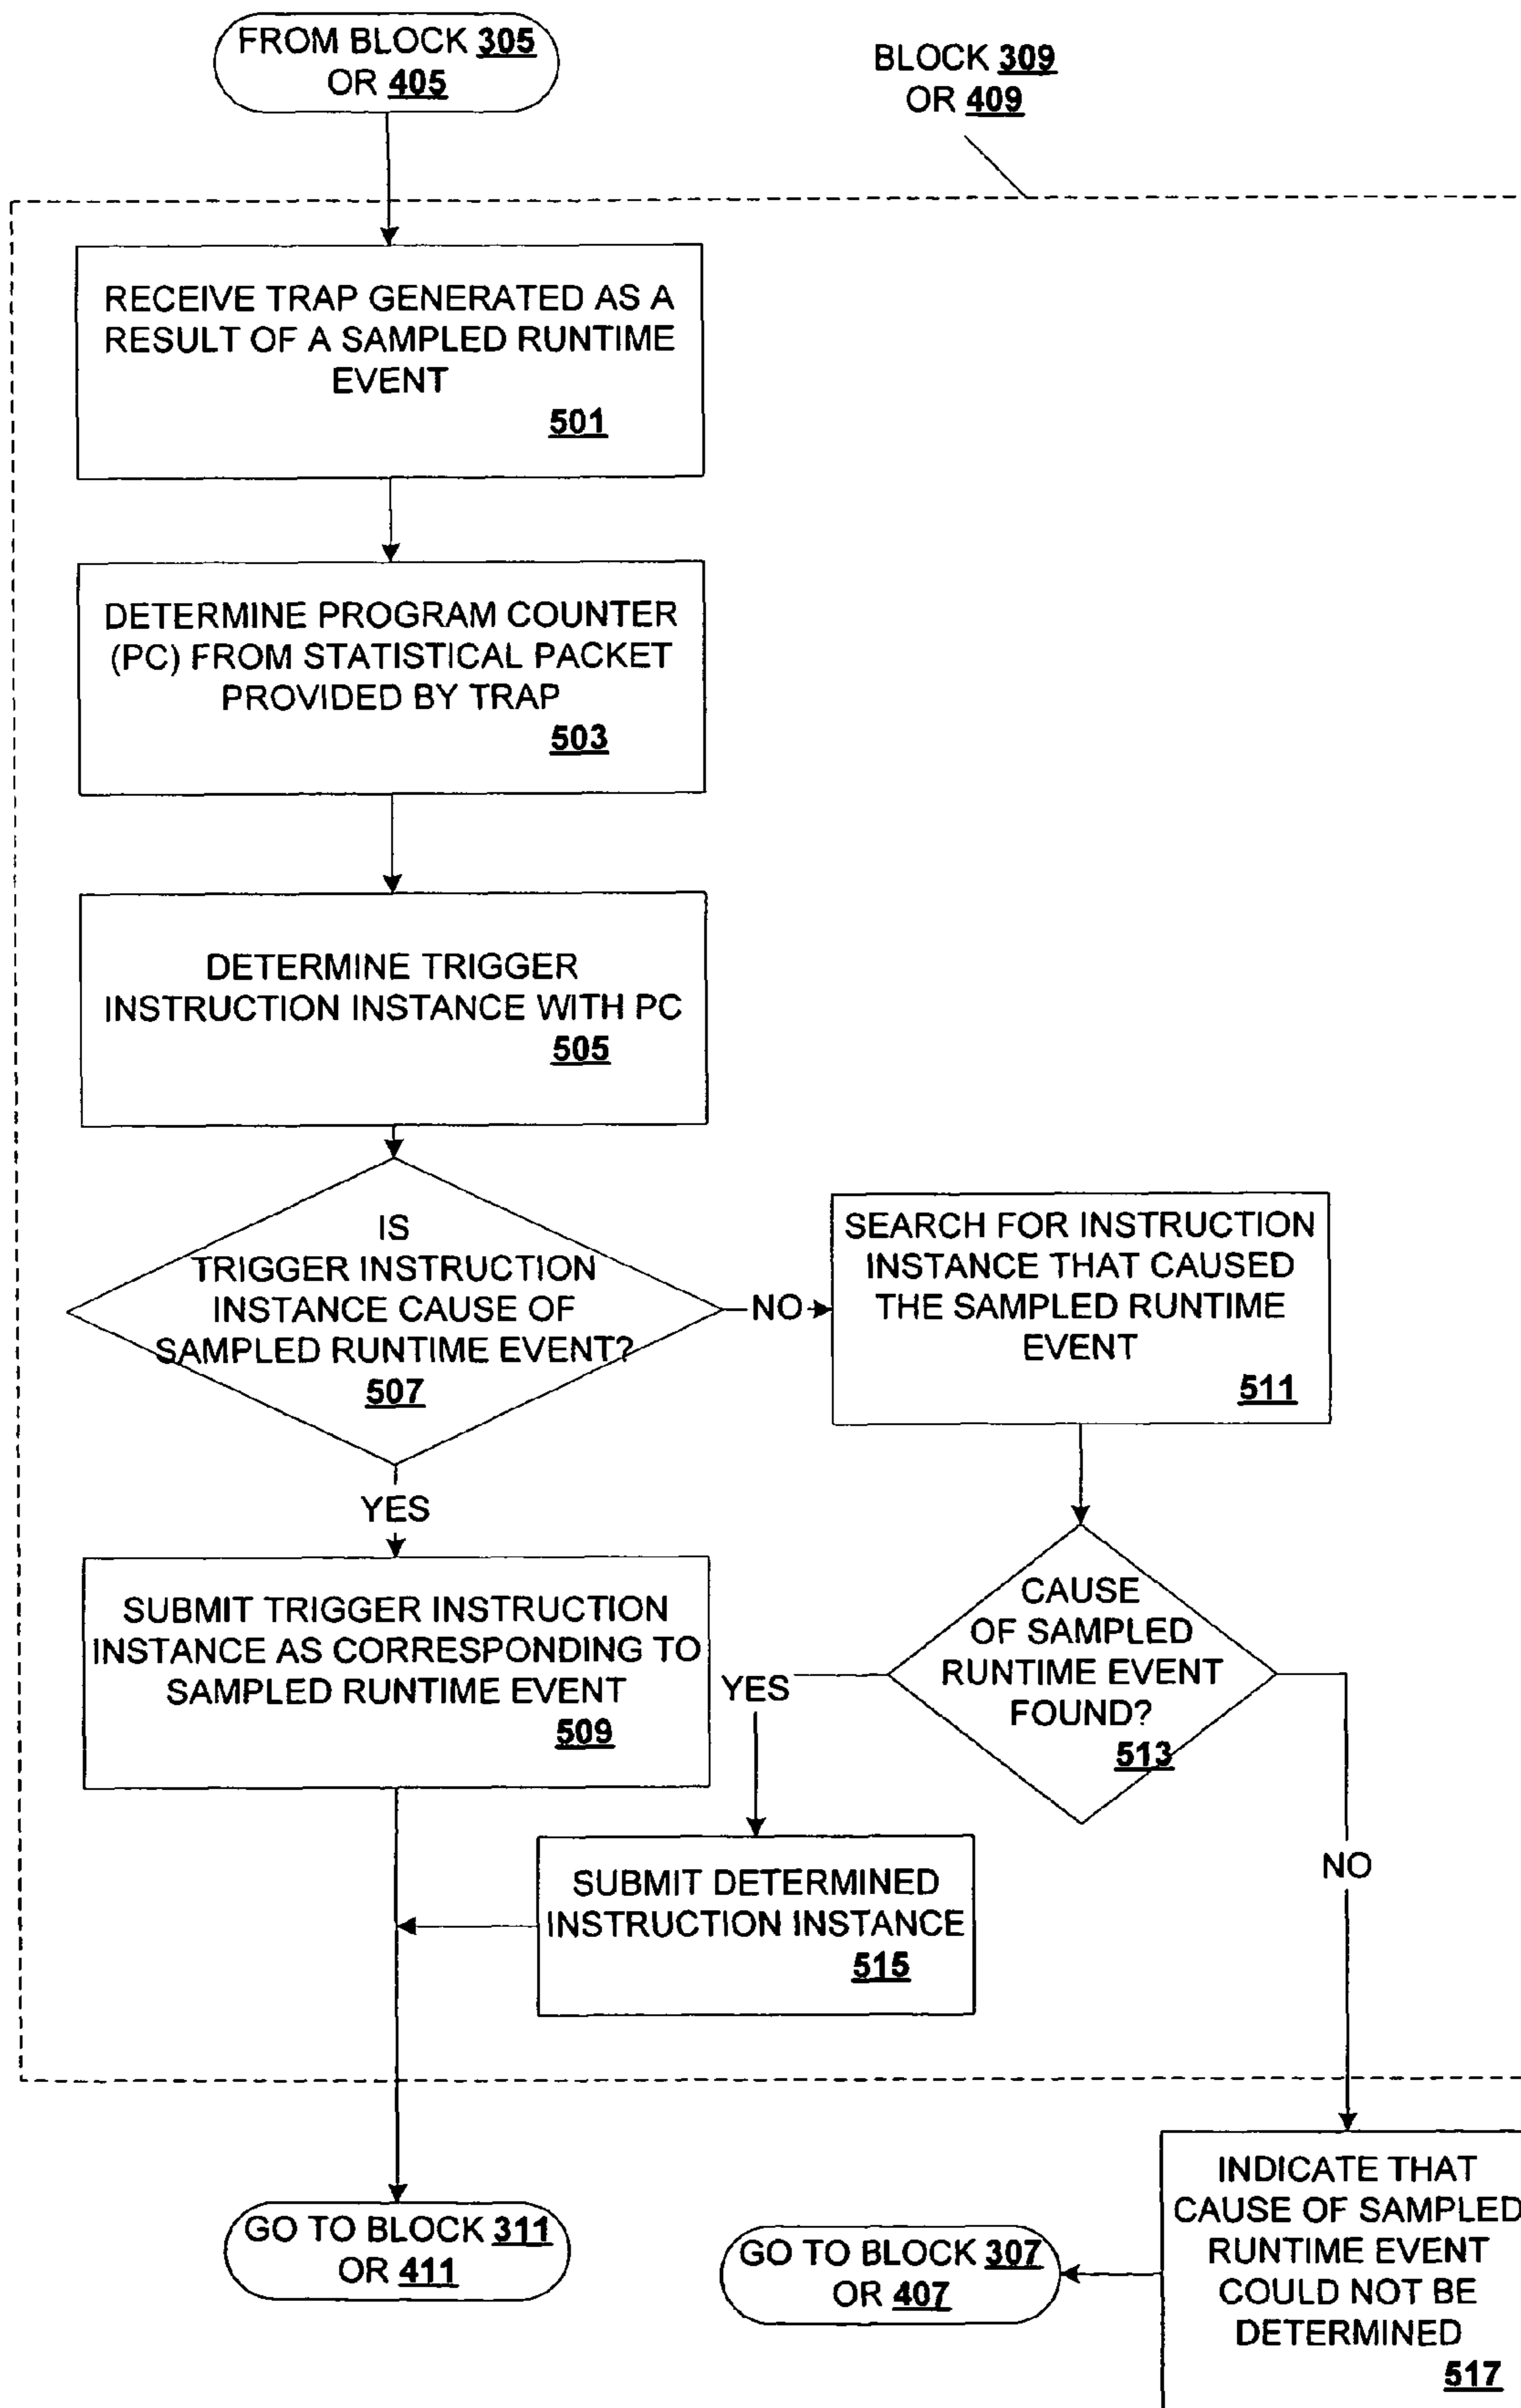 FROM BLOCK 305
OR 405
BLOCK 309
OR 409
RECEIVE TRAP GENERATED AS A
RESULT OF A SAMPLED RUNTIME
EVENT
501
DETERMINE PROGRAM COUNTER
(PC) FROM STATISTICAL PACKET
PROVIDED BY TRAP
503
DETERMINE TRIGGER
INSTRUCTION INSTANCE WITH PC
505
IS
TRIGGER INSTRUCTION
INSTANCE CAUSE OF
SAMPLED RUNTIME EVENT?
507
NO
SEARCH FOR INSTRUCTION
INSTANCE THAT CAUSED
THE SAMPLED RUNTIME
EVENT
511
YES
SUBMIT TRIGGER INSTRUCTION
INSTANCE AS CORRESPONDING TO
SAMPLED RUNTIME EVENT
509
CAUSE
OF SAMPLED
RUNTIME EVENT
FOUND?
513
YES
NO
SUBMIT DETERMINED
INSTRUCTION INSTANCE
515
GO TO BLOCK 311
OR 411
GO TO BLOCK 307
OR 407
INDICATE THAT
CAUSE OF SAMPLED
RUNTIME EVENT
COULD NOT BE
DETERMINED
517